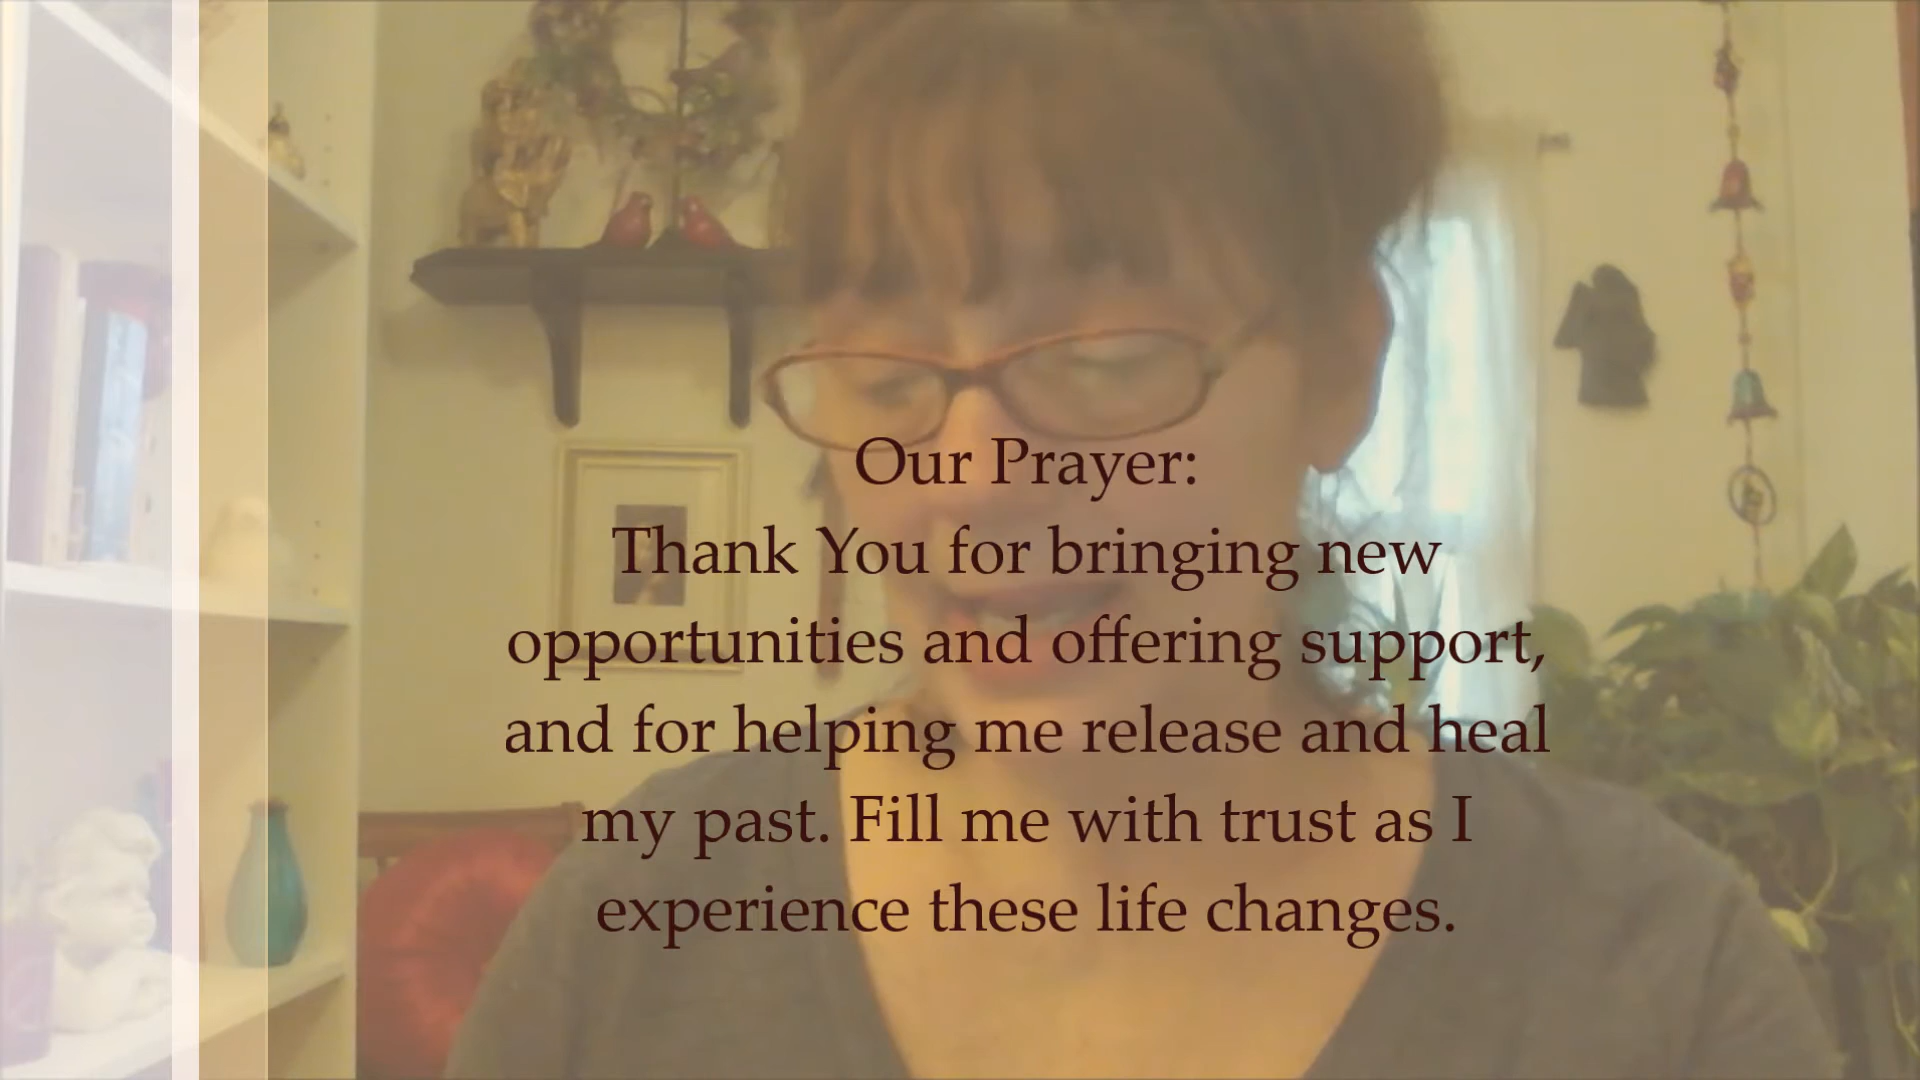 Our Prayer:
Thank You for bringing new
opportunities and offering support,
and for helping me release and heal
my past. Fill me with trust as I
experience these life changes.